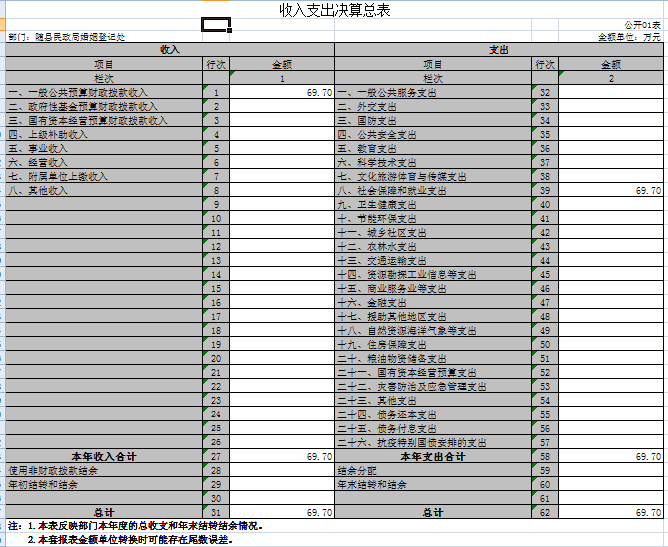 收入支出决算总表
公开01表
部门：随县民政局婚姻登记处 金额单位：万元
收入 支出
项目 行次 金额 项目 行次 金额
栏次 1 栏次 2
一、一般公共预算财政拨款收入 1 69.70 一、一般公共服务支出 32
二、政府性基金预算财政拨款收入 2 二、外交支出 33
三、国有资本经营预算财政拨款收入 3 三、国防支出 34
四、上级补助收入 4 四、公共安全支出 35
五、事业收入 5 五、教育支出 36
六、经营收入 6 六、科学技术支出 37
七、附属单位上缴收入 7 七、文化旅游体育与传媒支出 38
八、其他收入 8 八、社会保障和就业支出 39 69.70
9 九、卫生健康支出 40
10 十、节能环保支出 41
11 十一、城乡社区支出 42
12 十二、农林水支出 43
13 十三、交通运输支出 44
14 十四、资源勘探工业信息等支出 45
15 十五、商业服务业等支出 46
16 十六、金融支出 47
17 十七、援助其他地区支出 48
18 十八、自然资源海洋气象等支出 49
19 十九、住房保障支出 50
20 二十、粮油物资储备支出 51
21 二十一、国有资本经营预算支出 52
22 二十二、灾害防治及应急管理支出 53
23 二十三、其他支出 54
24 二十四、债务还本支出 55
25 二十五、债务付息支出 56
26 二十六、抗疫特别国债安排的支出 57
本年收入合计 27 69.70 本年支出合计 58 69.70
使用非财政拨款结余 28 结余分配 59
年初结转和结余 29 年末结转和结余 60
30 61
总计 31 69.70 总计 62 69.70
注：1.本表反映部门本年度的总收支和年末结转结余情况。
2.本套报表金额单位转换时可能存在尾数误差。